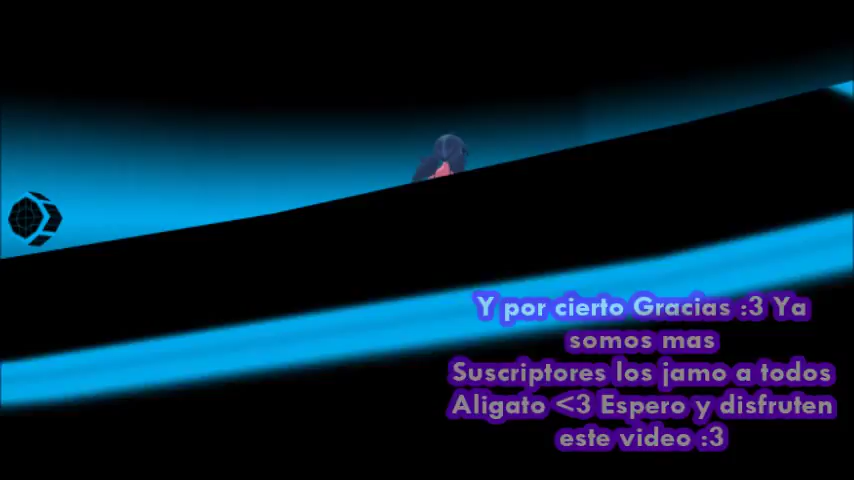 Y por cierto Gracias :3 Ya
somos mas
Suscriptores los jamo a todos
Aligato <3 Espero y disfruten
este video :3